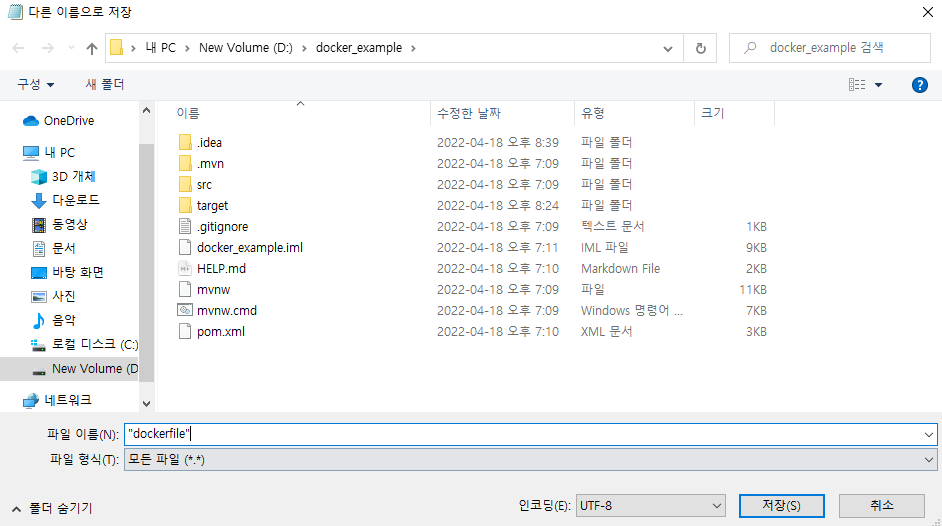 다른 이름으로 저장
내 PC > New Volume (D:) > docker_example >
docker_example 검색
구성
새 폴더
이름 수정한 날짜 유형 크기
OneDrive
내 PC
3D 개체
다운로드
동영상
문서
바탕 화면
사진
음악
로컬 디스크 (C:)
New Volume (D
네트워크
.idea 2022-04-18 오후 8:39 파일 폴더
.mvn 2022-04-18 오후 7:09 파일 폴더
src 2022-04-18 오후 7:09 파일 폴더
target 2022-04-18 오후 8:24 파일 폴더
.gitignore 2022-04-18 오후 7:09 텍스트 문서 1KB
docker_example.iml 2022-04-18 오후 7:11 IML 파일 9KB
HELP.md 2022-04-18 오후 7:10 Markdown File 2KB
mvnw 2022-04-18 오후 7:09 파일 11KB
mvnw.cmd 2022-04-18 오후 7:09 Windows 명령어 ... 7KB
pom.xml 2022-04-18 오후 7:10 XML 문서 3KB
파일 이름(N): "dockerfile"
파일 형식(T): 모든 파일 (*.*)
폴더 숨기기
인코딩(E): UTF-8
저장(S)
취소